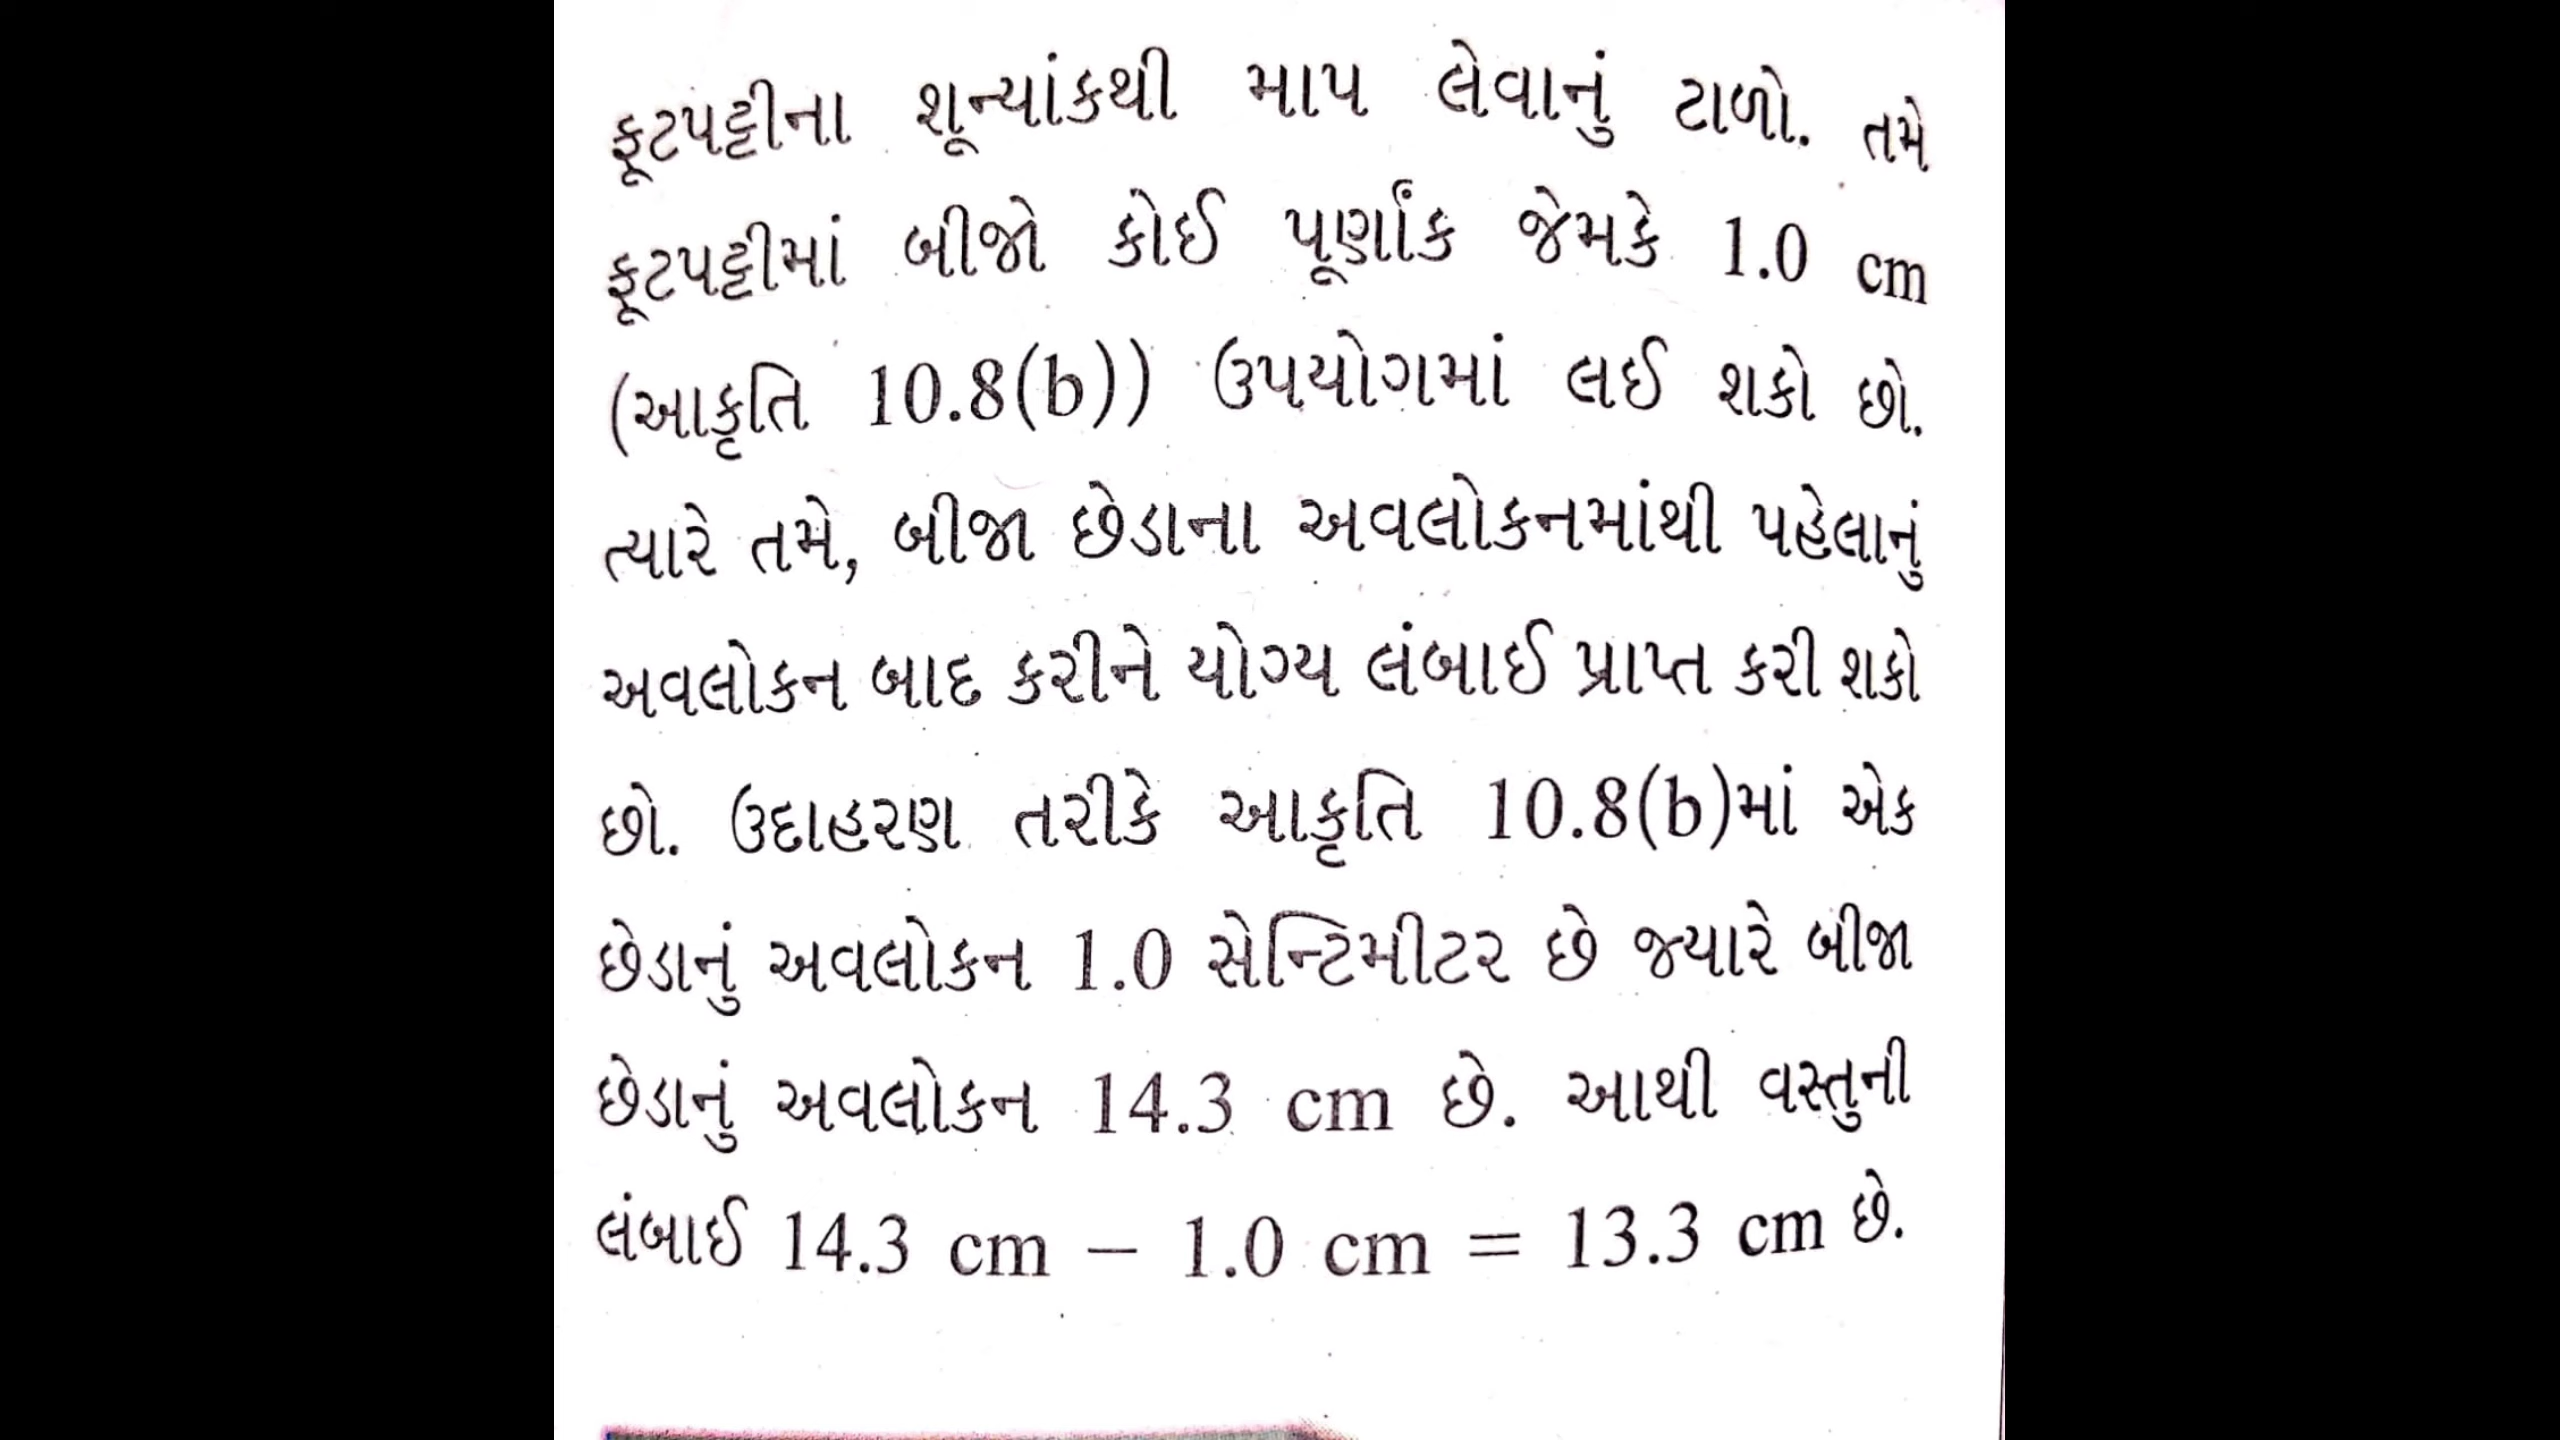 ફૂટપટ્ટીના શૂન્યાંકથી માપ લેવાનું ટાળો. તમે
ફૂટપટ્ટીમાં બીજો કોઈ પૂર્ણાંક જેમકે 1.0 cm
(આકૃતિ 10.8(b)) ઉપયોગમાં લઈ શકો છો.
ત્યારે તમે, બીજા છેડાના અવલોકનમાંથી પહેલાનું
અવલોકન બાદ કરીને યોગ્ય લંબાઈ પ્રાપ્ત કરી શકો
છો. ઉદાહરણ તરીકે આકૃતિ 10.8(b)માં એક
છેડાનું અવલોકન 1.0 સેન્ટિમીટર છે જ્યારે બીજા
છેડાનું અવલોકન 14.3 cm છે. આથી વસ્તુની
લંબાઈ 14.3 cm – 1.0 cm = 13.3 cm છે.